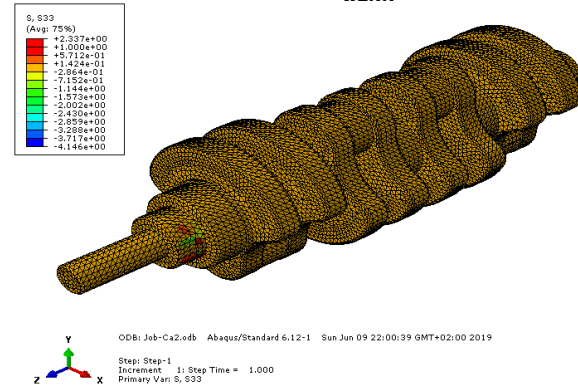 S, S33
(Avg: 75%)
+2.337e+00
+1.000e+00
+5.712e-01
+1.424e-01
-2.864e-01
-7.152e-01
-1.144e+00
-1.573e+00
-2.002e+00
-2.430e+00
-2.859e+00
-3.288e+00
-3.717e+00
-4.146e+00
Y
Z X
ODB: Job-Ca2.odb Abaqus/Standard 6.12-1 Sun Jun 09 22:00:39 GMT+02:00 2019
Step: Step-1
Increment 1: Step Time = 1.000
Primary Var: S, S33